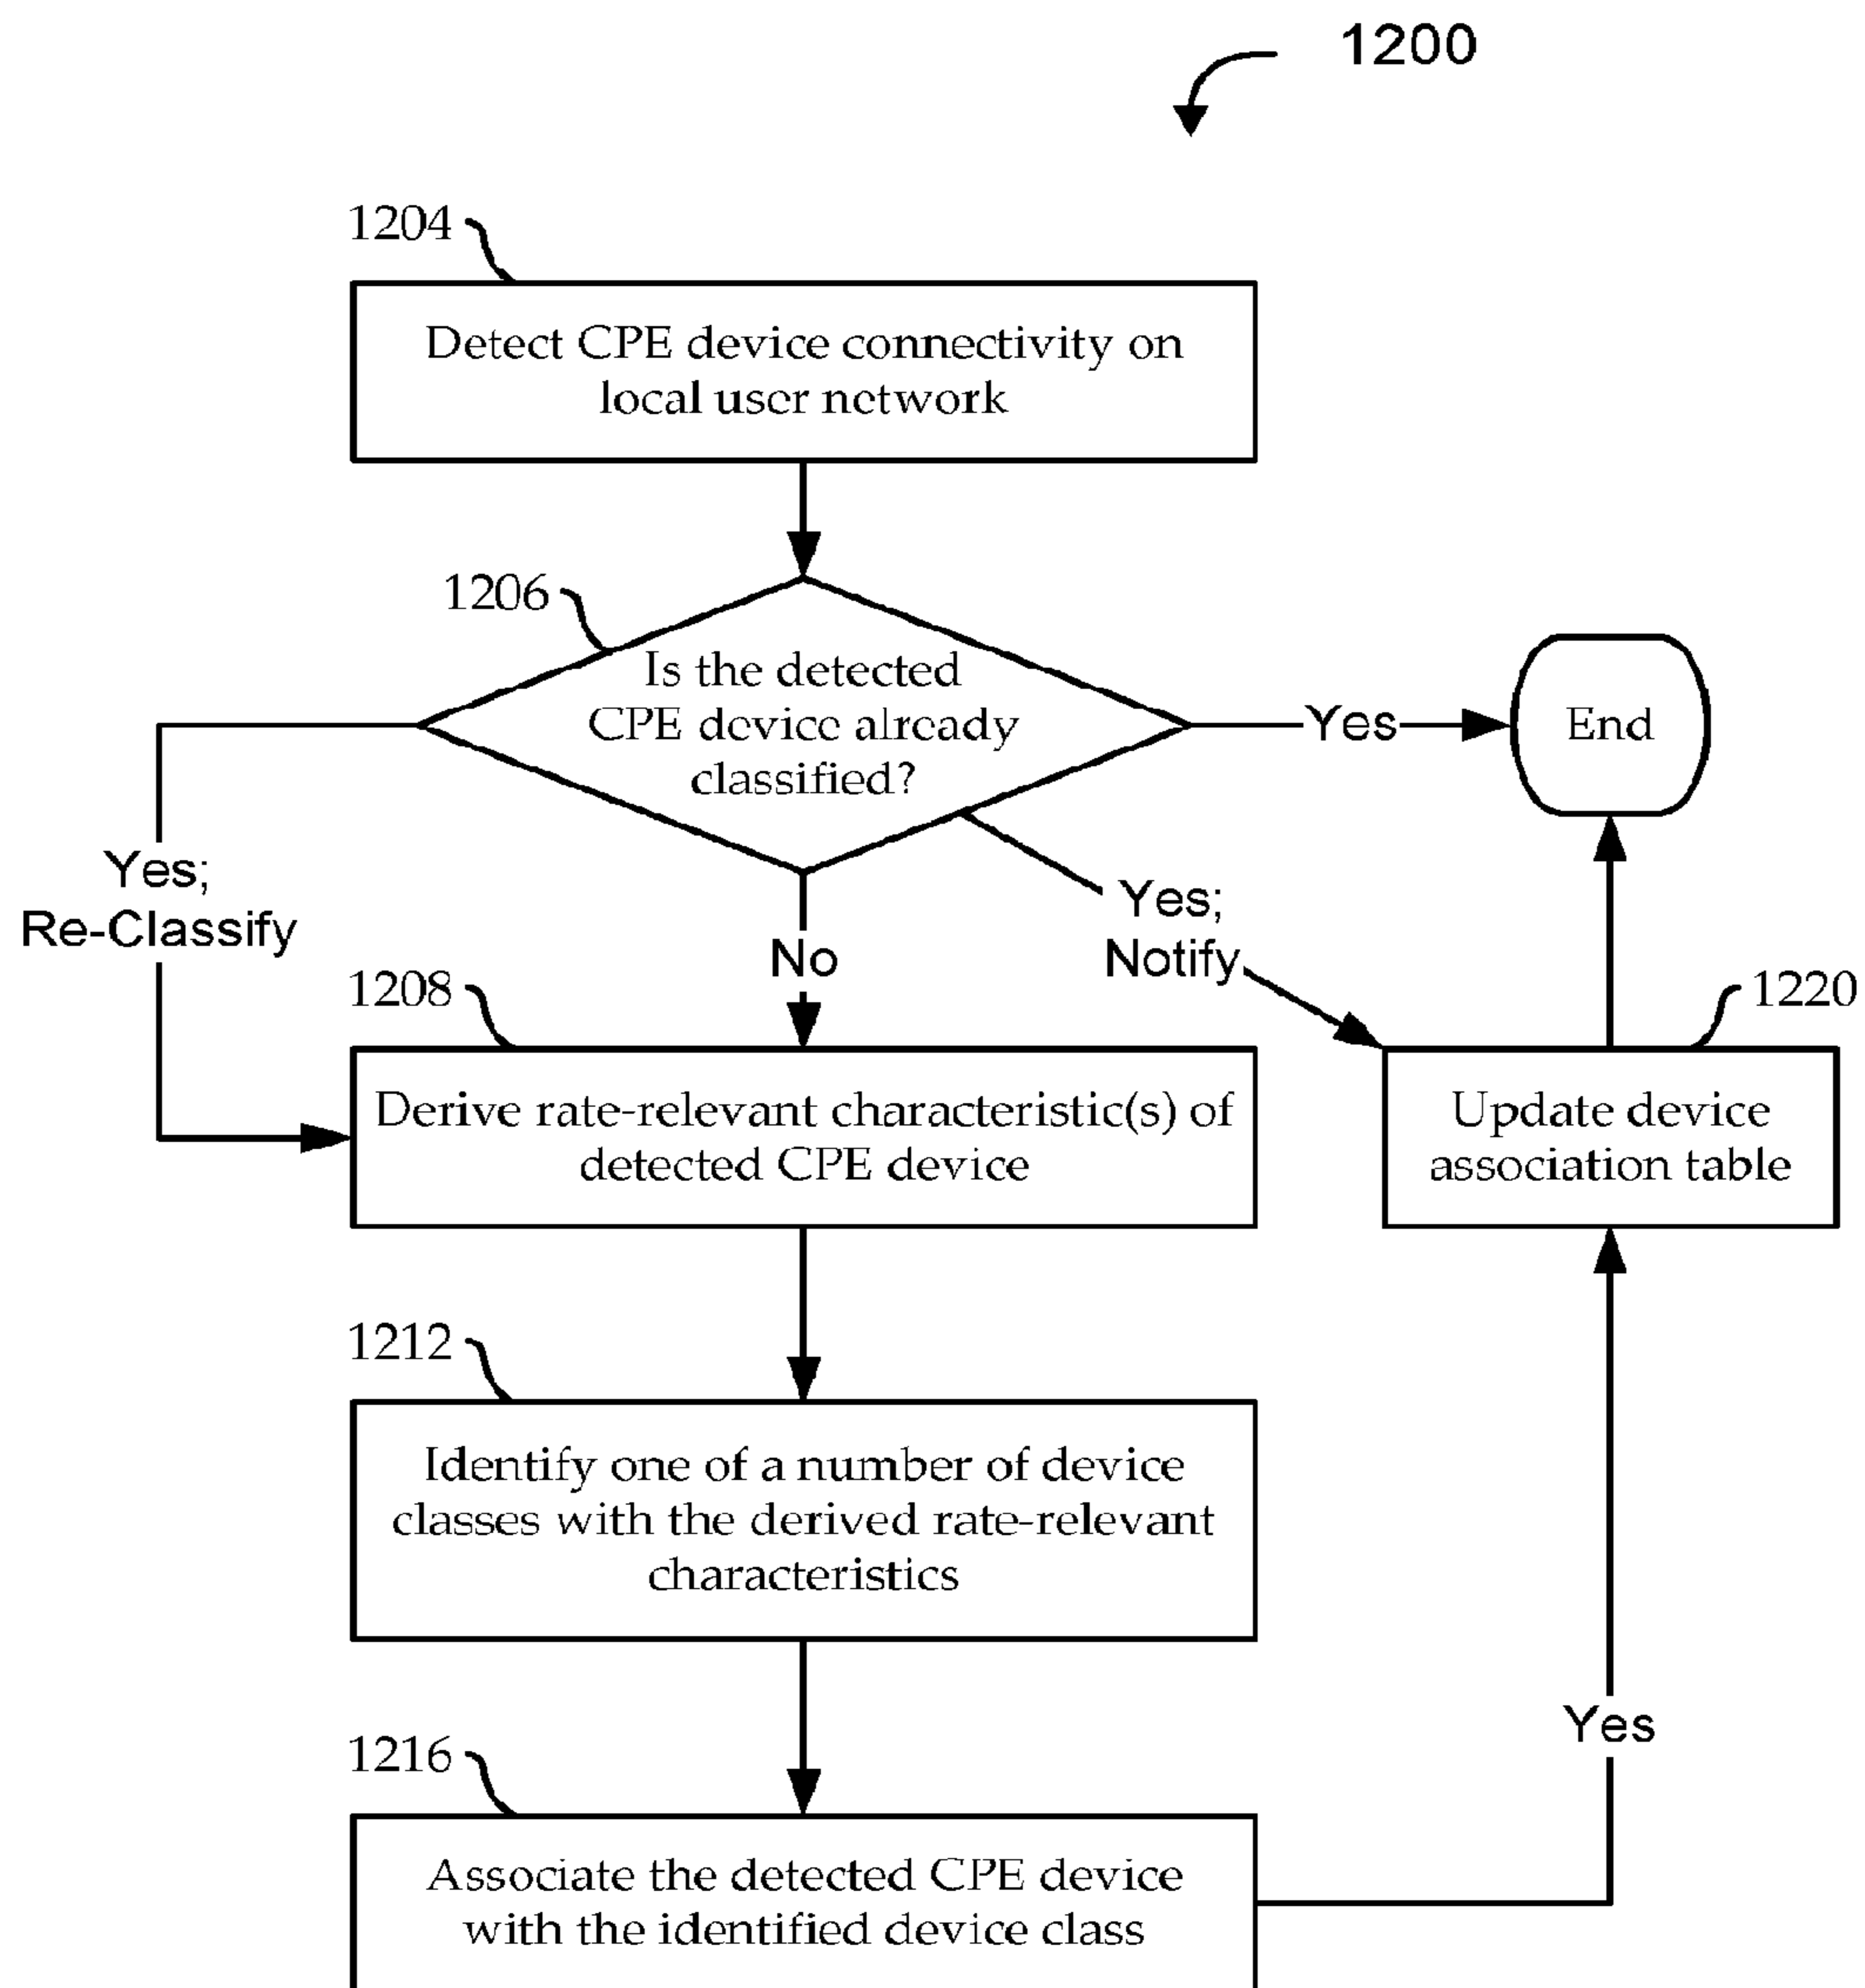 1200
1204
Detect CPE device connectivity on
local user network
1206
Is the detected
CPE device already
classified?
Yes
End
Yes;
Re-Classify
No
Yes;
Notify
1208
Derive rate-relevant characteristic(s) of
detected CPE device
1220
Update device
association table
1212
Identify one of a number of device
classes with the derived rate-relevant
characteristics
Yes
1216
Associate the detected CPE device
with the identified device class